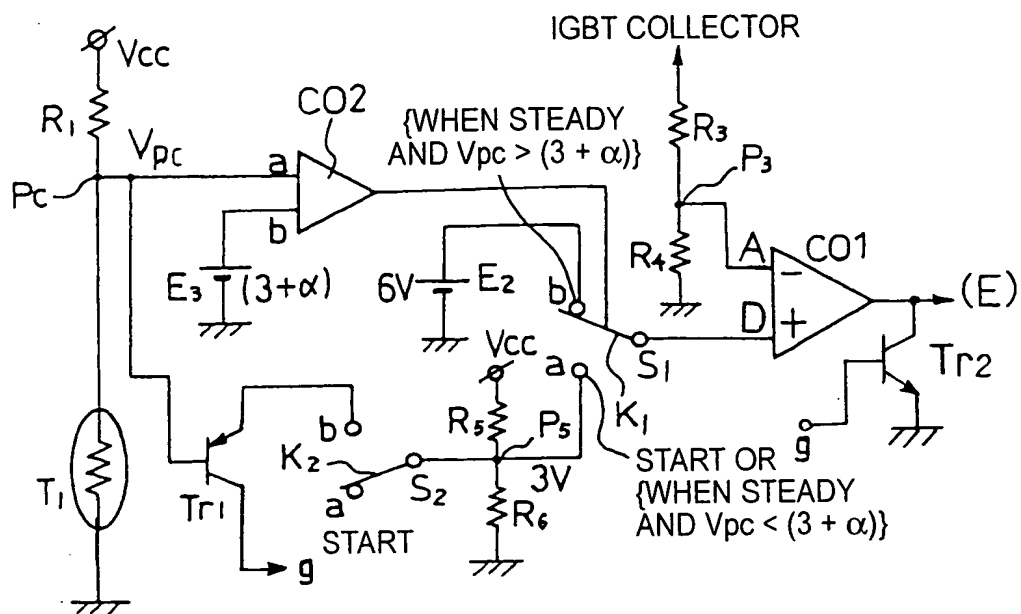 IGBT COLLECTOR
Vcc
R1
CO2
{WHEN STEADY
AND Vpc > (3 + α)}
R3
P3
Vpc
Pc
a
b
R4
A
CO1
E3
(3+α)
6V
E2
b
D
(E)
S1
Vcc
a
K1
Tr2
R5
P5
b
K2
S2
3V
g
START OR
{WHEN STEADY
AND Vpc < (3 + α)}
T1
Tr1
a
R6
START
g